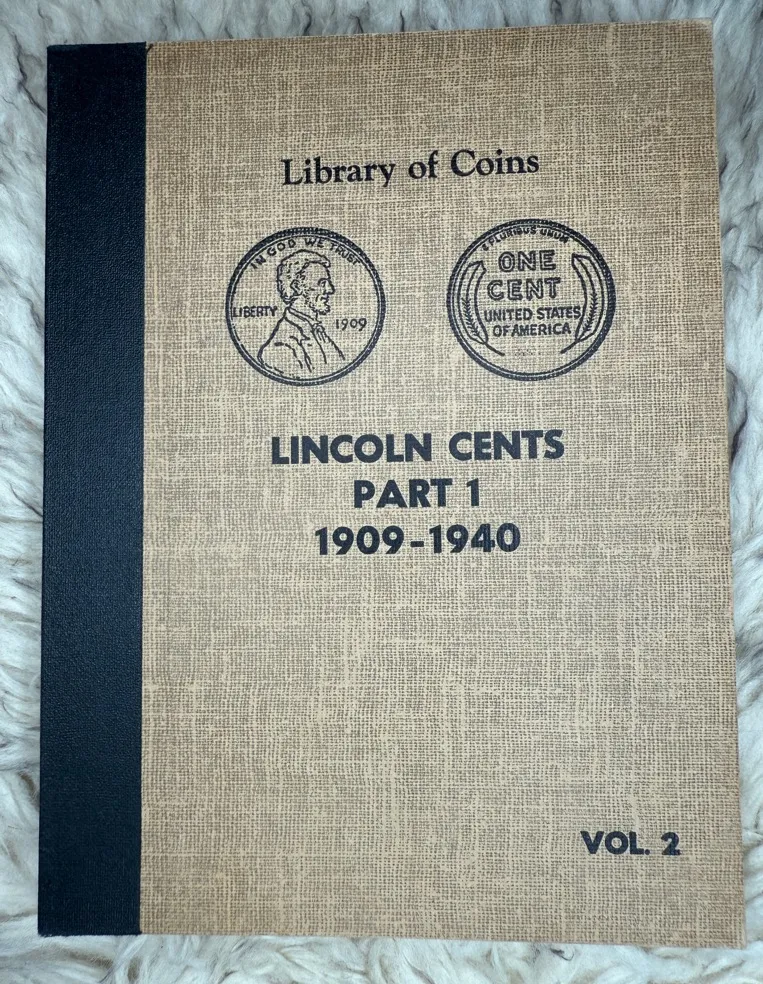 Library of Coins
IN GOD WE TRUST
LIBERTY
1909
E PLURIBUS UNUM
ONE
CENT
UNITED STATES
OF AMERICA
LINCOLN CENTS
PART 1
1909-1940
VOL. 2